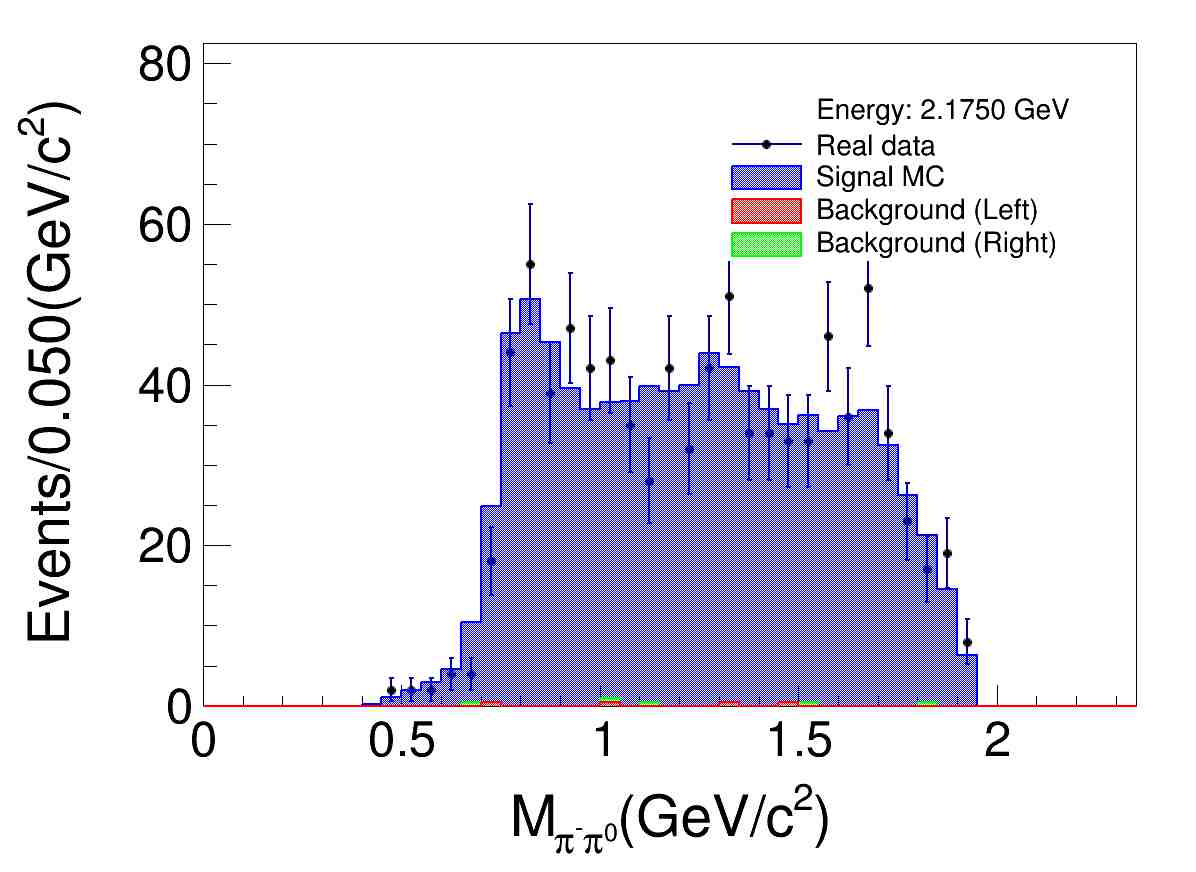 80
60
40
20
0
Events/0.050(GeV/c²)
Energy: 2.1750 GeV
Real data
Signal MC
Background (Left)
Background (Right)
0 0.5 1 1.5 2
M_π⁻π⁰(GeV/c²)